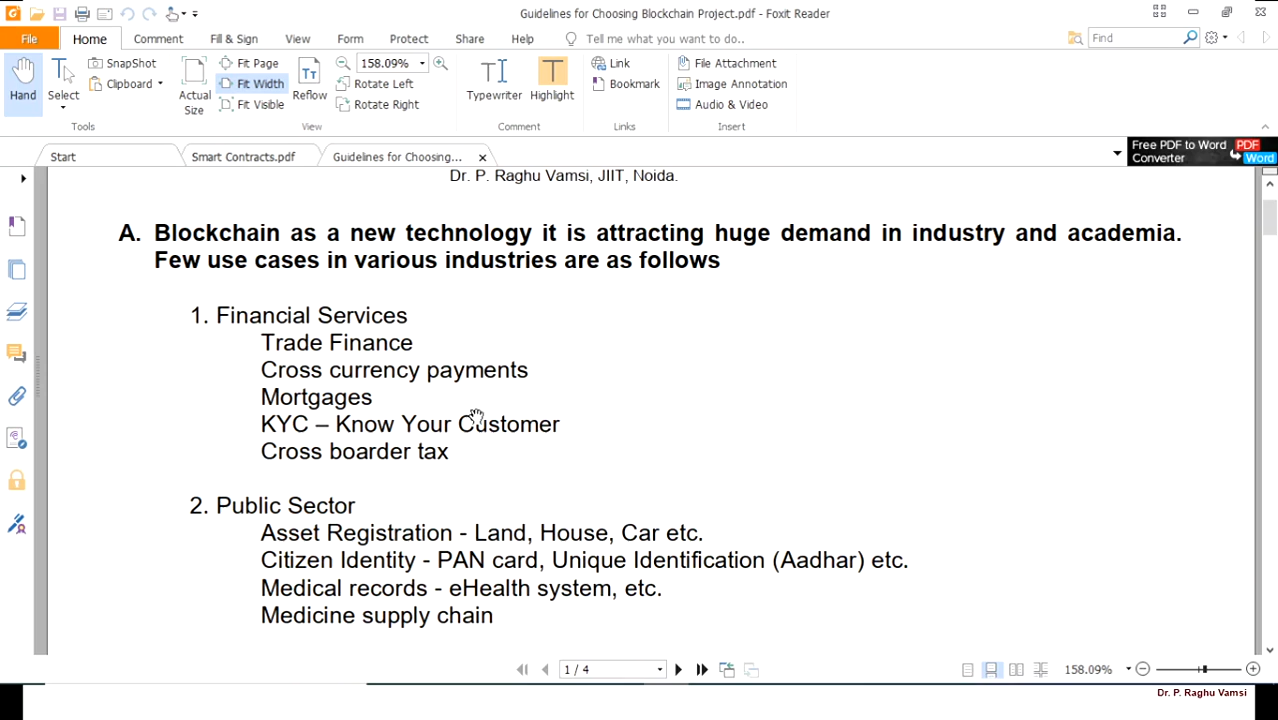 Guidelines for Choosing Blockchain Project.pdf - Foxit Reader
File Home Comment Fill & Sign View Form Protect Share Help Tell me what you want to do.. Find
Hand
Select
SnapShot
Clipboard
Tools
Actual Size
Fit Page
Fit Width
Fit Visible
Reflow
158.09%
Rotate Left
Rotate Right
View
Typewriter
Highlight
Comment
Link
Bookmark
Links
File Attachment
Image Annotation
Audio & Video
Insert
Start Smart Contracts.pdf Guidelines for Choosing...
Free PDF to Word Converter PDF Word
Dr. P. Raghu Vamsi, JIIT, Noida.
A. Blockchain as a new technology it is attracting huge demand in industry and academia.
Few use cases in various industries are as follows
1. Financial Services
Trade Finance
Cross currency payments
Mortgages
KYC – Know Your Customer
Cross boarder tax
2. Public Sector
Asset Registration - Land, House, Car etc.
Citizen Identity - PAN card, Unique Identification (Aadhar) etc.
Medical records - eHealth system, etc.
Medicine supply chain
1 / 4 158.09%
Dr. P. Raghu Vamsi